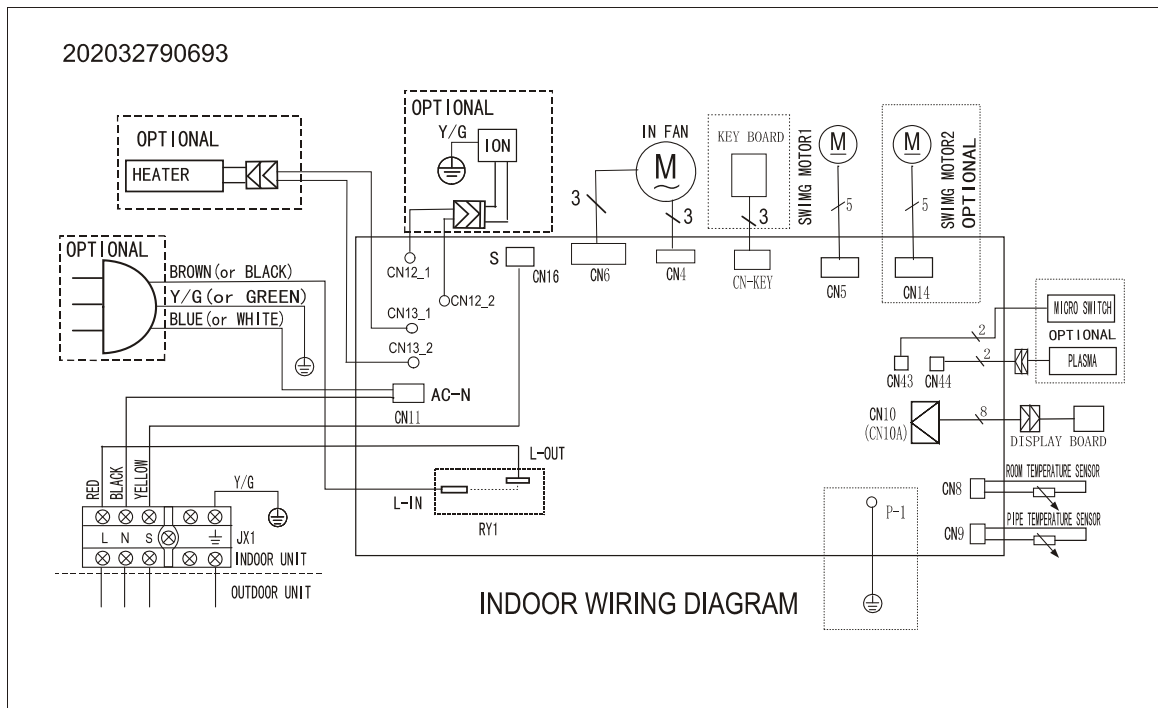 202032790693
OPTIONAL
HEATER
OPTIONAL
Y/G
ION
IN FAN
M
3
3
KEY BOARD
3
SWIMG MOTOR1
M
5
M
5
SWIMG MOTOR2
OPTIONAL
OPTIONAL
BROWN(or BLACK)
Y/G(or GREEN)
BLUE(or WHITE)
CN12_1
CN12_2
S
CN16
CN6
CN4
CN-KEY
CN5
CN14
CN13_1
CN13_2
AC-N
CN11
MICRO SWITCH
OPTIONAL
PLASMA
2
2
CN43
CN44
CN10
(CN10A)
8
DISPLAY BOARD
L-OUT
L-IN
RY1
RED
BLACK
YELLOW
Y/G
L N S
JX1
INDOOR UNIT
OUTDOOR UNIT
CN8
ROOM TEMPERATURE SENSOR
CN9
PIPE TEMPERATURE SENSOR
P-1
INDOOR WIRING DIAGRAM